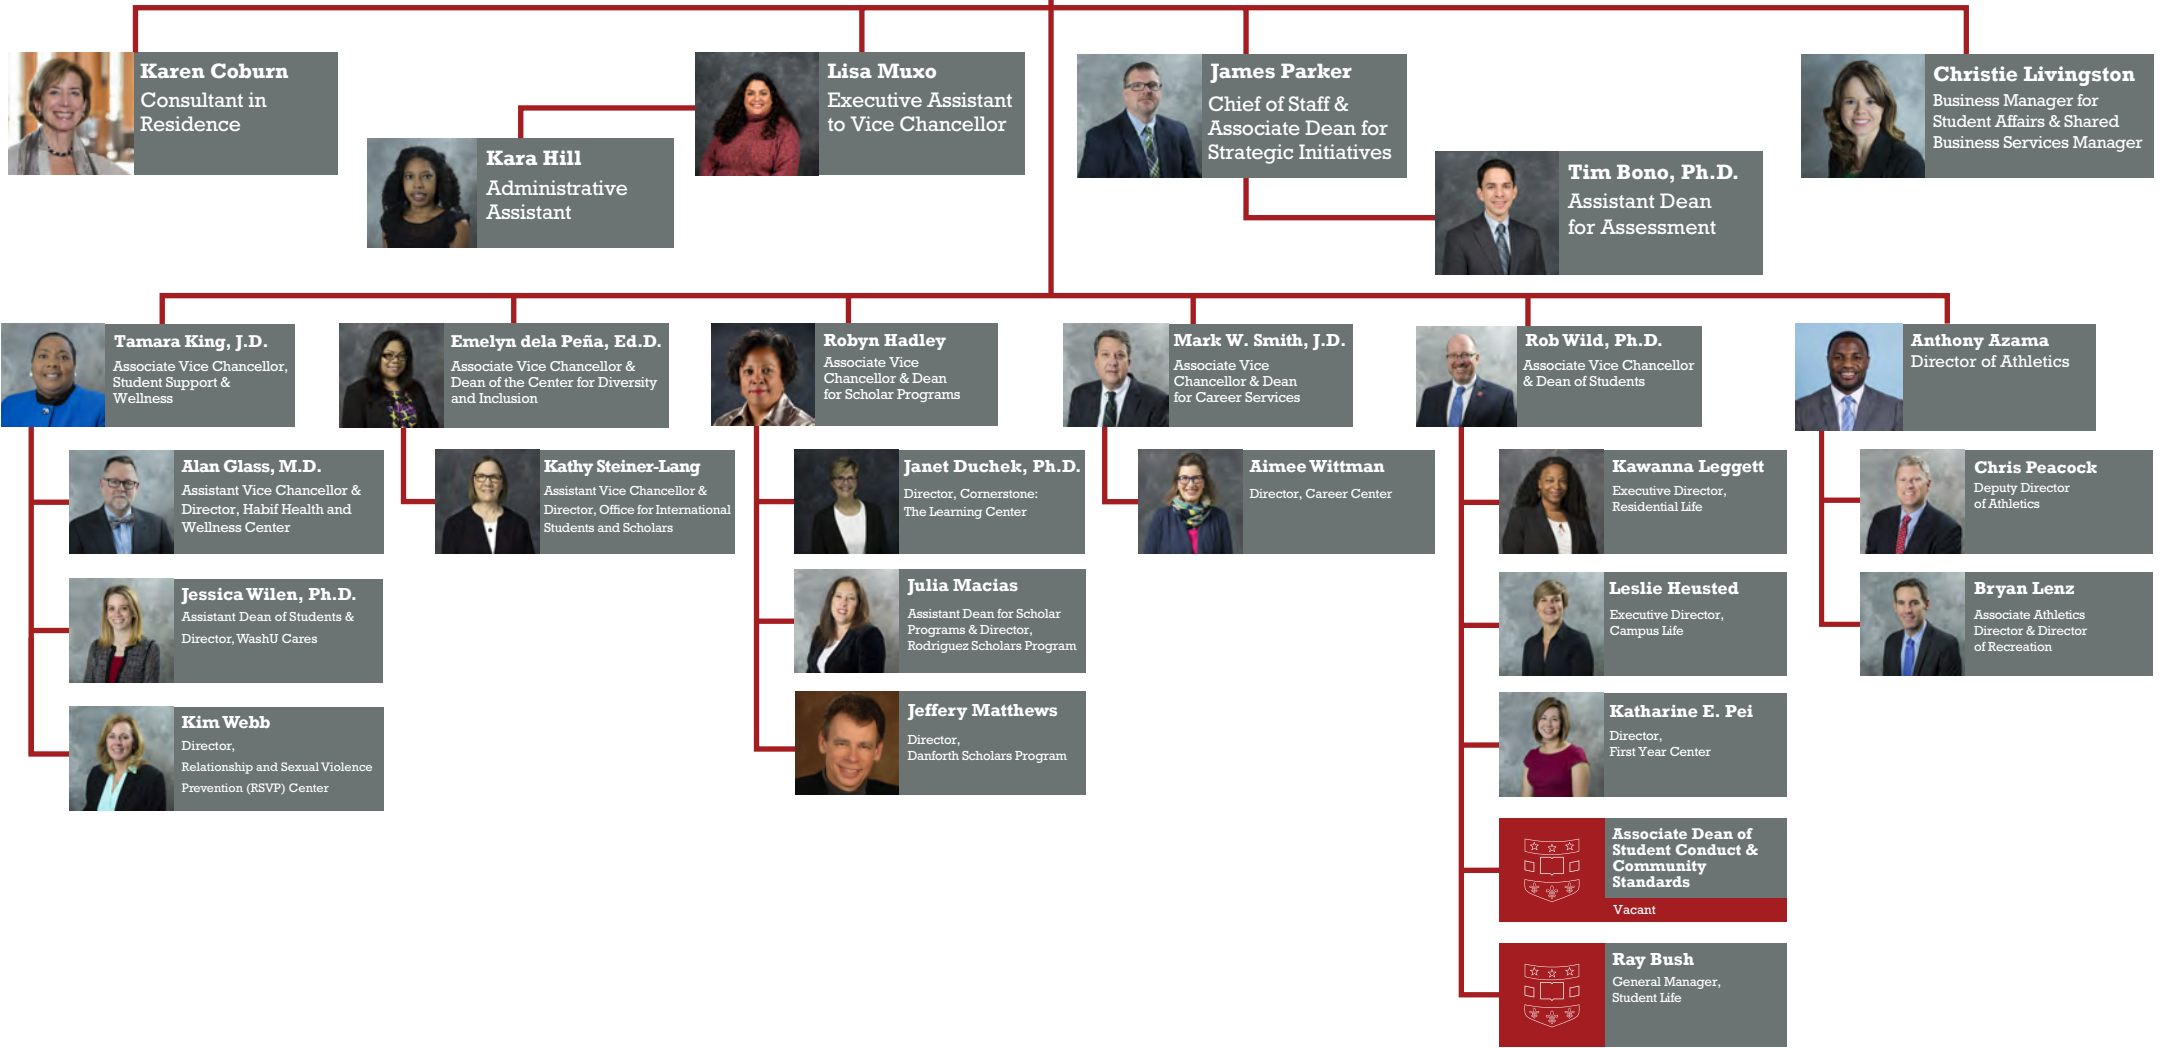 Karen Coburn
Consultant in
Residence
Lisa Muxo
Executive Assistant
to Vice Chancellor
James Parker
Chief of Staff &
Associate Dean for
Strategic Initiatives
Christie Livingston
Business Manager for
Student Affairs & Shared
Business Services Manager
Kara Hill
Administrative
Assistant
Tim Bono, Ph.D.
Assistant Dean
for Assessment
Tamara King, J.D.
Associate Vice Chancellor,
Student Support &
Wellness
Emelyn dela Peña, Ed.D.
Associate Vice Chancellor &
Dean of the Center for Diversity
and Inclusion
Robyn Hadley
Associate Vice
Chancellor & Dean
for Scholar Programs
Mark W. Smith, J.D.
Associate Vice
Chancellor & Dean
for Career Services
Rob Wild, Ph.D.
Associate Vice Chancellor
& Dean of Students
Anthony Azama
Director of Athletics
Alan Glass, M.D.
Assistant Vice Chancellor &
Director, Habif Health and
Wellness Center
Kathy Steiner-Lang
Assistant Vice Chancellor &
Director, Office for International
Students and Scholars
Janet Duchek, Ph.D.
Director, Cornerstone:
The Learning Center
Aimee Wittman
Director, Career Center
Kawanna Leggett
Executive Director,
Residential Life
Chris Peacock
Deputy Director
of Athletics
Jessica Wilen, Ph.D.
Assistant Dean of Students &
Director, WashU Cares
Julia Macias
Assistant Dean for Scholar
Programs & Director,
Rodriguez Scholars Program
Leslie Heusted
Executive Director,
Campus Life
Bryan Lenz
Associate Athletics
Director & Director
of Recreation
Kim Webb
Director,
Relationship and Sexual Violence
Prevention (RSVP) Center
Jeffery Matthews
Director,
Danforth Scholars Program
Katharine E. Pei
Director,
First Year Center
Associate Dean of
Student Conduct &
Community
Standards
Vacant
Ray Bush
General Manager,
Student Life